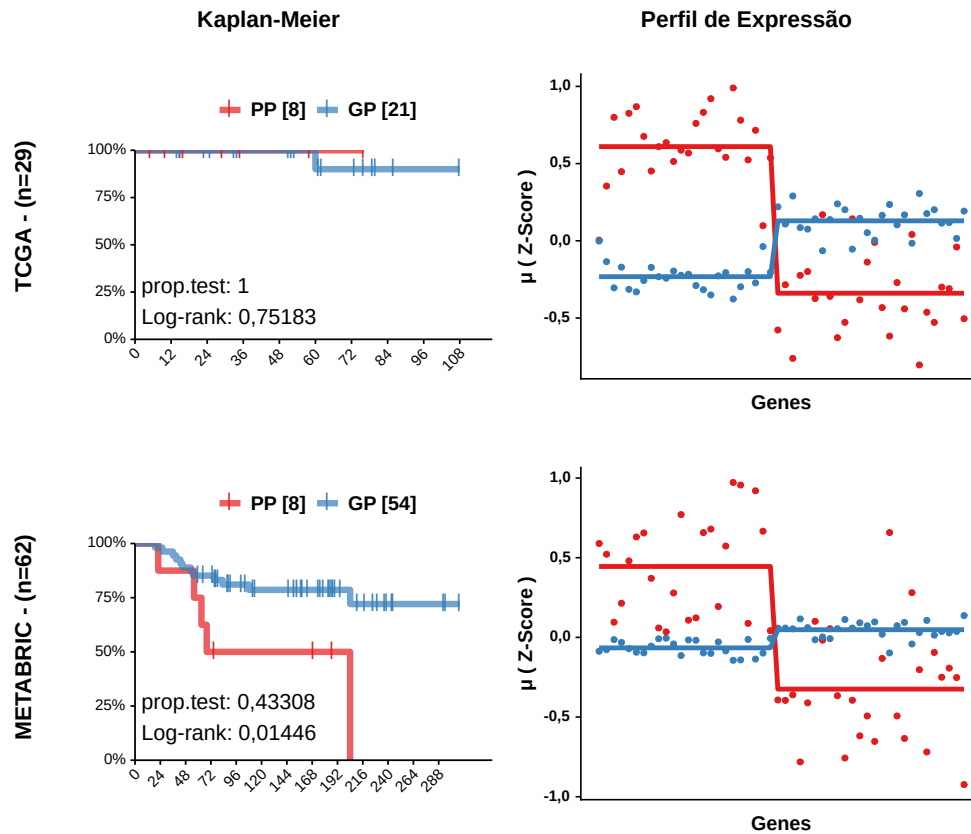 Kaplan-Meier
Perfil de Expressão
TCGA - (n=29)
PP [8] GP [21]
100%
75%
50%
25%
0%
prop.test: 1
Log-rank: 0,75183
0 12 24 36 48 60 72 84 96 108
µ ( Z-Score )
1,0
0,5
0,0
-0,5
Genes
METABRIC - (n=62)
PP [8] GP [54]
100%
75%
50%
25%
0%
prop.test: 0,43308
Log-rank: 0,01446
0 24 48 72 96 120 144 168 192 216 240 264 288
µ ( Z-Score )
1,0
0,5
0,0
-0,5
-1,0
Genes